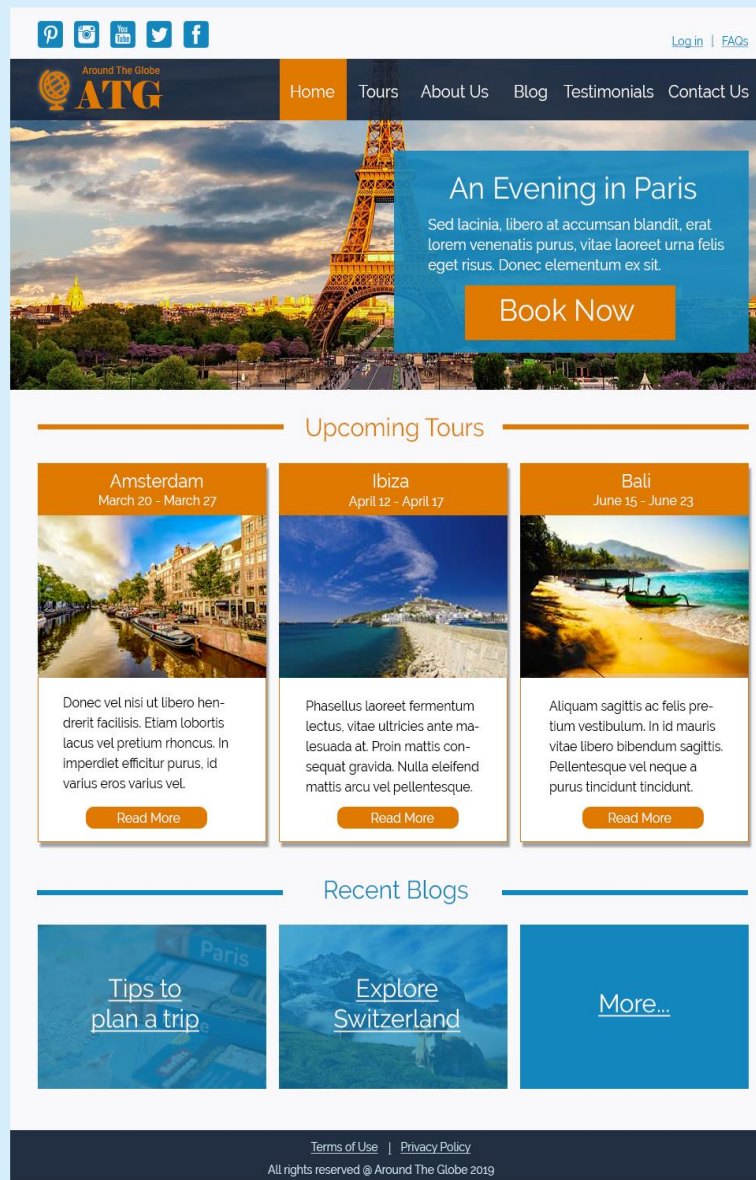 You
Tube
Log in | FAQs
Around The Globe
ATG
Home Tours About Us Blog Testimonials Contact Us
An Evening in Paris
Sed lacinia, libero at accumsan blandit, erat
lorem venenatis purus, vitae laoreet urna felis
eget risus. Donec elementum ex sit.
Book Now
Upcoming Tours
Amsterdam
March 20 - March 27
Donec vel nisi ut libero hen-
drerit facilisis. Etiam lobortis
lacus vel pretium rhoncus. In
imperdiet efficitur purus, id
varius eros varius vel.
Read More
Ibiza
April 12 - April 17
Phasellus laoreet fermentum
lectus, vitae ultricies ante ma-
lesuada at. Proin mattis con-
sequat gravida. Nulla eleifend
mattis arcu vel pellentesque.
Read More
Bali
June 15 - June 23
Aliquam sagittis ac felis pre-
tium vestibulum. In id mauris
vitae libero bibendum sagittis.
Pellentesque vel neque a
purus tincidunt tincidunt.
Read More
Recent Blogs
Paris
Tips to
plan a trip
Explore
Switzerland
More...
Terms of Use | Privacy Policy
All rights reserved @ Around The Globe 2019